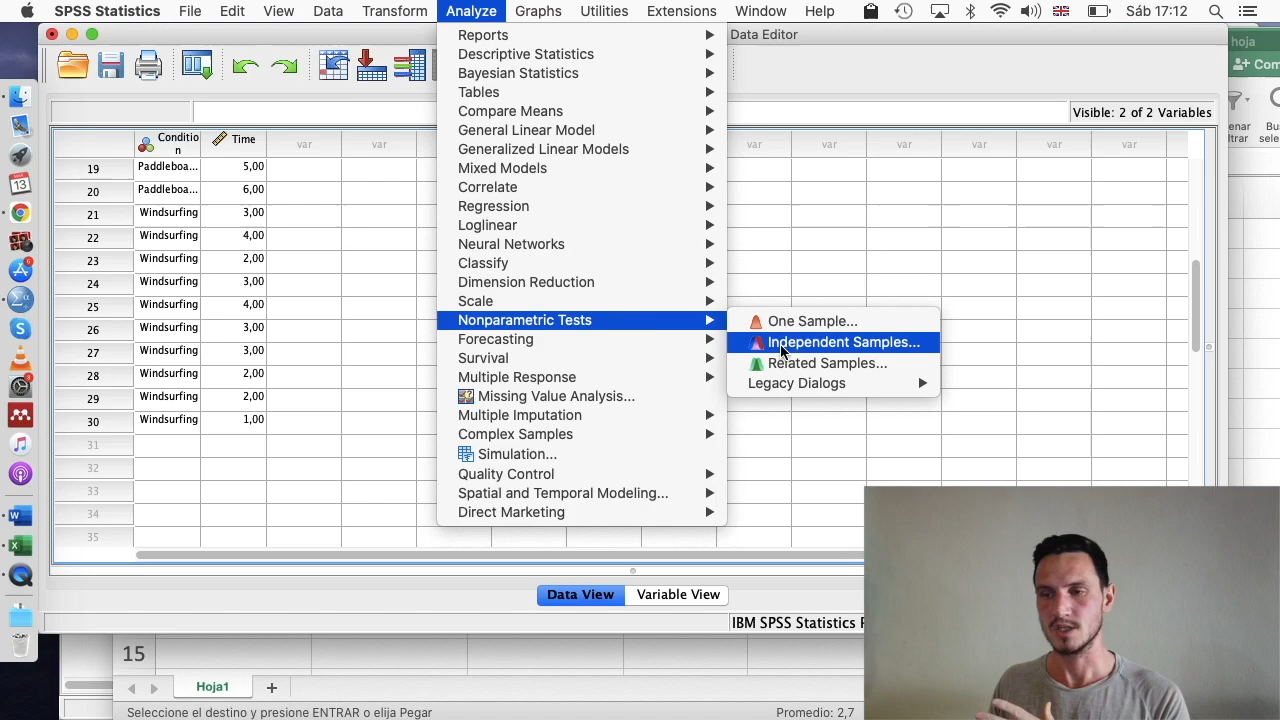 SPSS Statistics File Edit View Data Transform Analyze Graphs Utilities Extensions Window Help Sáb 17:12
Data Editor
hoja
Com
Visible: 2 of 2 Variables
enar
ltrar
Bus
sele
Conditio
n
Time
var var var var var var var var
19 Paddleboa... 5,00
20 Paddleboa... 6,00
21 Windsurfing 3,00
22 Windsurfing 4,00
23 Windsurfing 2,00
24 Windsurfing 3,00
25 Windsurfing 4,00
26 Windsurfing 3,00
27 Windsurfing 3,00
28 Windsurfing 2,00
29 Windsurfing 2,00
30 Windsurfing 1,00
31
32
33
34
35
Reports
Descriptive Statistics
Bayesian Statistics
Tables
Compare Means
General Linear Model
Generalized Linear Models
Mixed Models
Correlate
Regression
Loglinear
Neural Networks
Classify
Dimension Reduction
Scale
Nonparametric Tests
Forecasting
Survival
Multiple Response
Missing Value Analysis...
Multiple Imputation
Complex Samples
Simulation...
Quality Control
Spatial and Temporal Modeling...
Direct Marketing
One Sample...
Independent Samples...
Related Samples...
Legacy Dialogs
Data View Variable View
IBM SPSS Statistics
15
Hoja1
Seleccione el destino y presione ENTRAR o elija Pegar
Promedio: 2,7